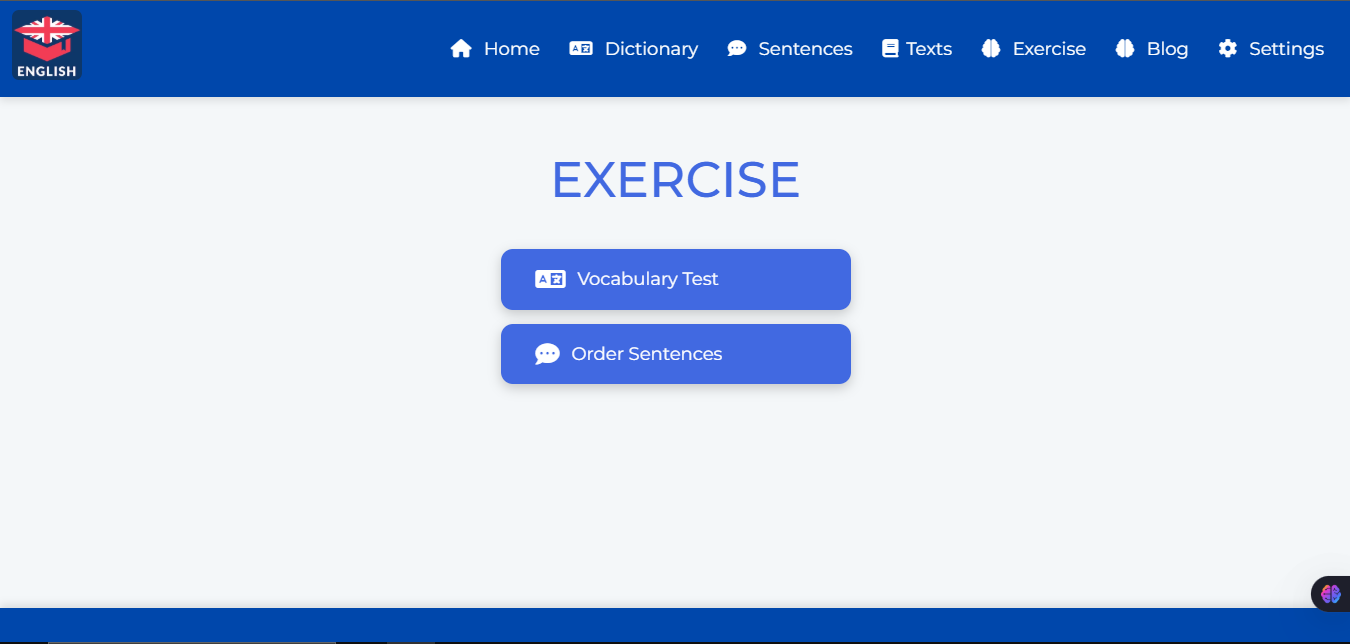 ENGLISH
Home Dictionary Sentences Texts Exercise Blog Settings
EXERCISE
Vocabulary Test
Order Sentences